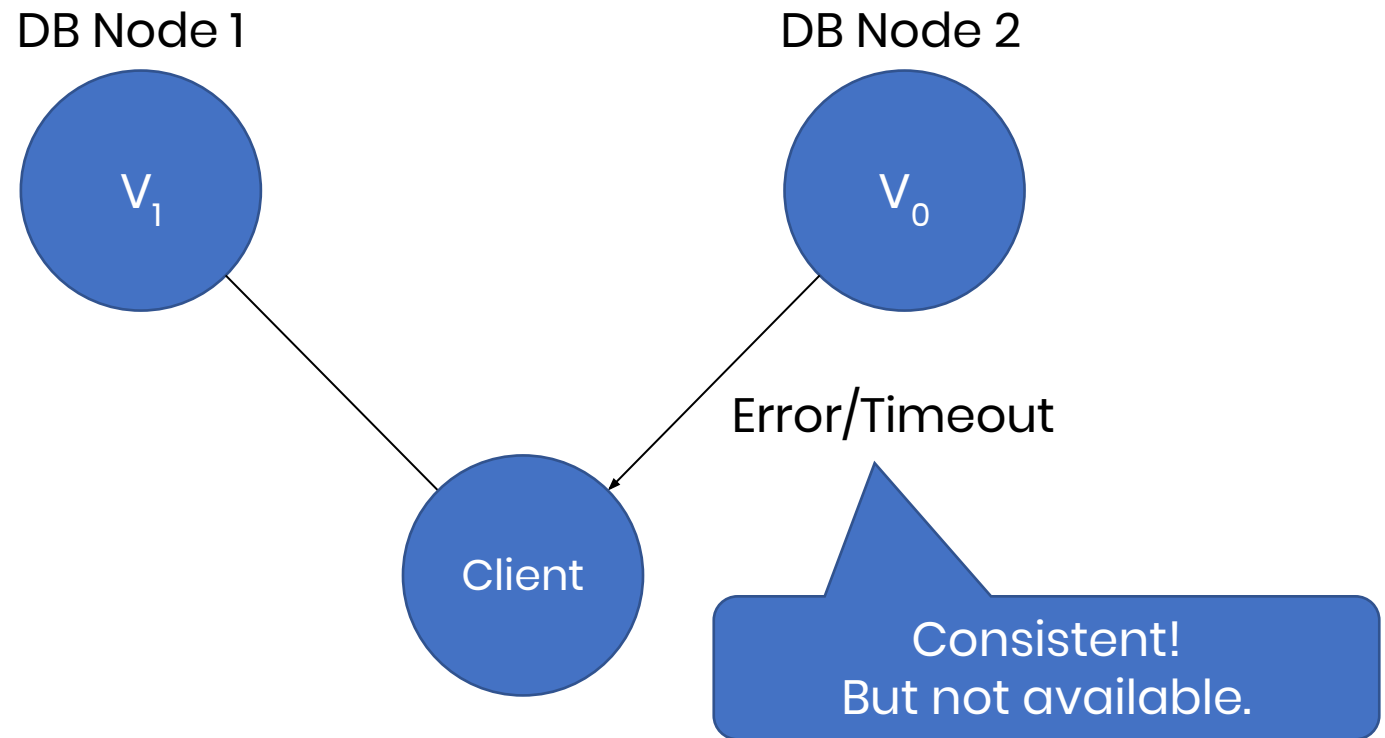 DB Node 1
DB Node 2
V₁
V₀
Error/Timeout
Client
Consistent!
But not available.